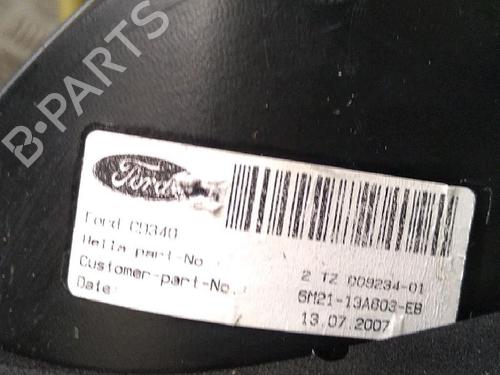 B-PARTS
Ford
Ford CD340
Hella part-No.: 2 TZ 009234-01
Customer-part-No.: 6M21-13A603-EB
Date: 13.07.2007